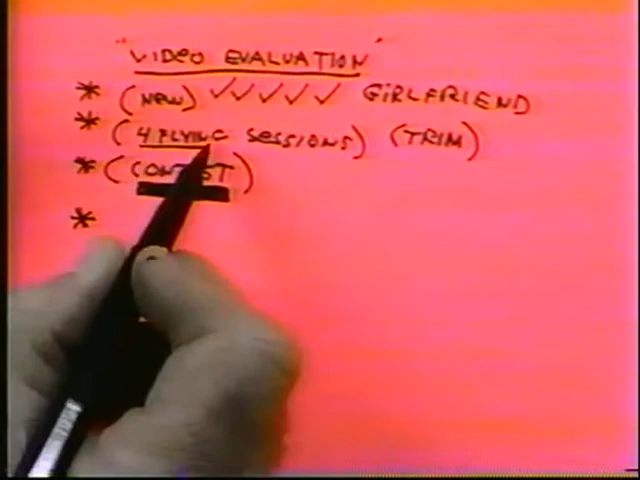 "VIDEO EVALUATION"
* (NEW) ✓✓✓✓✓ GIRLFRIEND
* (4 FLYING SESSIONS) (TRIM)
* (CONTEST)
*